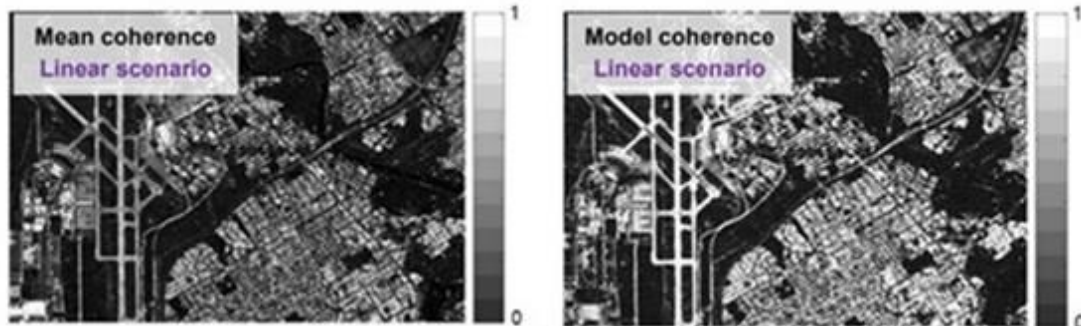 Mean coherence
Linear scenario
1
0
Model coherence
Linear scenario
1
0